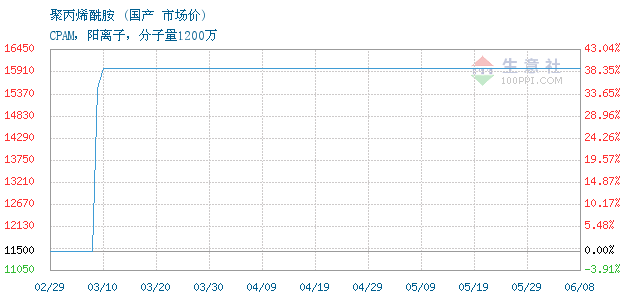 聚丙烯酰胺 (国产 市场价)
CPAM, 阳离子, 分子量1200万
16450 43.04%
15910 38.35%
15370 33.65%
14830 28.96%
14290 24.26%
13750 19.57%
13210 14.87%
12670 10.17%
12130 5.48%
11500 0.00%
11050 -3.91%
生意社
100PPI.COM
02/29 03/10 03/20 03/30 04/09 04/19 04/29 05/09 05/19 05/29 06/08